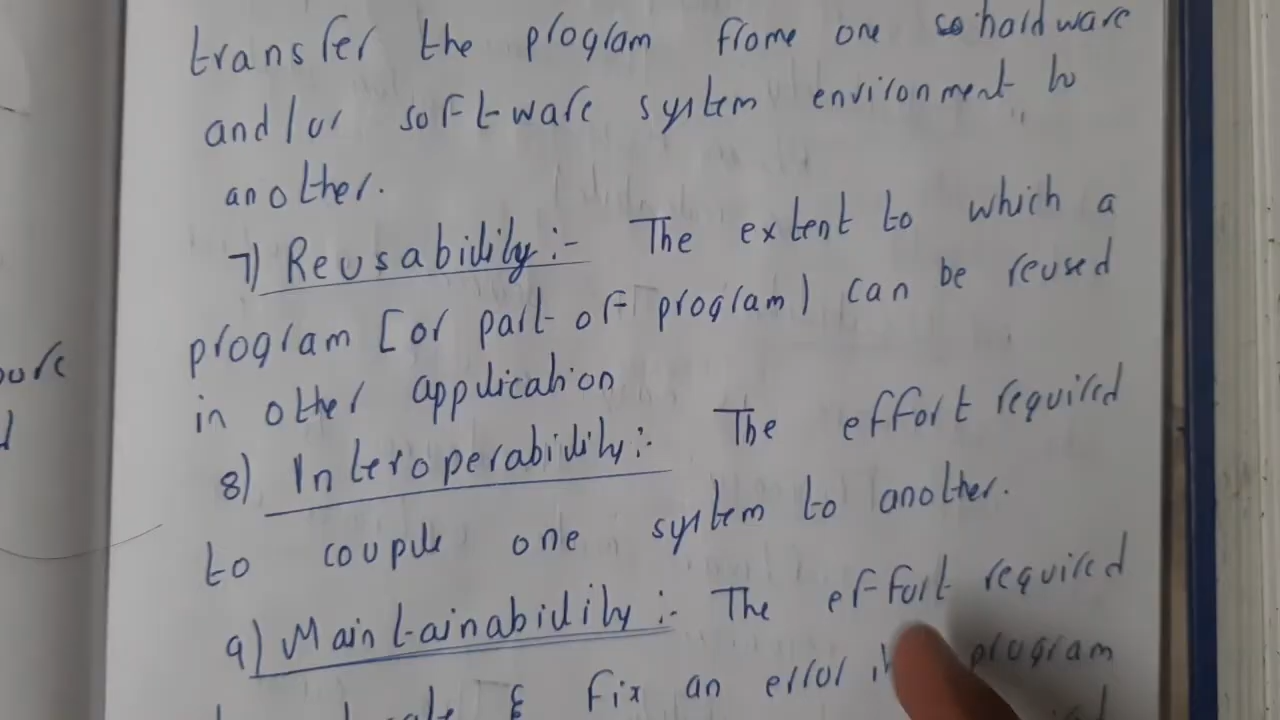 transfer the program frome one hardware
and/or software system environment to
another.
7) Reusability :- The extent to which a
program [or part of program) can be reused
in other application
8) Interoperability :- The effort required
to couple one system to another.
9) Maintainability :- The effort required
& fix an error program